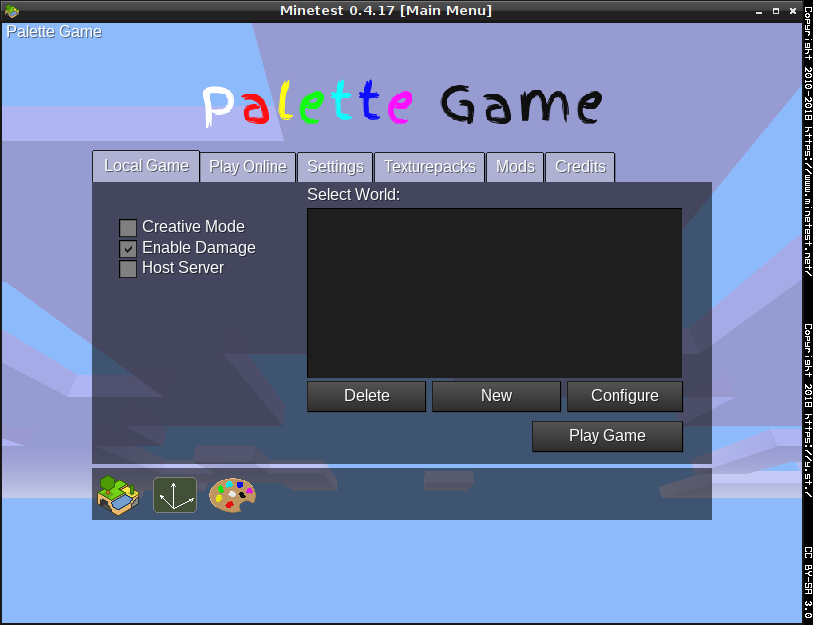 Minetest 0.4.17 [Main Menu]
Palette Game
Palette Game
Local Game
Play Online
Settings
Texturepacks
Mods
Credits
Select World:
Creative Mode
Enable Damage
Host Server
Delete
New
Configure
Play Game
Copyright 2010-2018 https://www.minetest.net/
Copyright 2018 https://y.st./
CC BY-SA 3.0